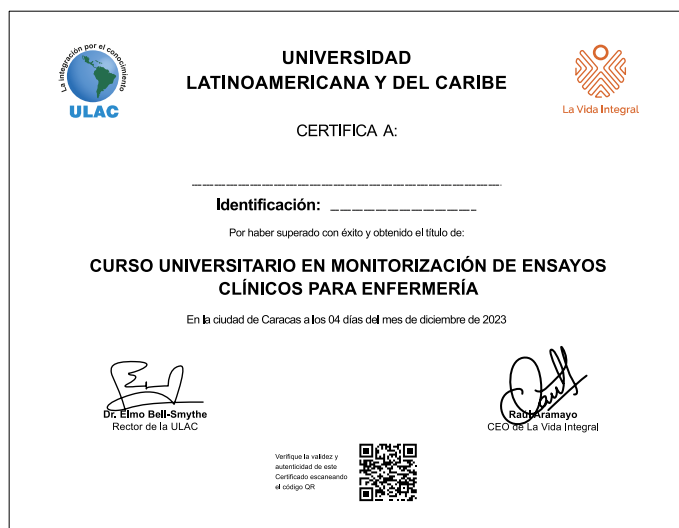 La integración por el conocimiento
ULAC
UNIVERSIDAD
LATINOAMERICANA Y DEL CARIBE
La Vida Integral
CERTIFICA A:
Identificación:
Por haber superado con éxito y obtenido el título de:
CURSO UNIVERSITARIO EN MONITORIZACIÓN DE ENSAYOS
CLÍNICOS PARA ENFERMERÍA
En la ciudad de Caracas a los 04 días del mes de diciembre de 2023
Dr. Elmo Bell-Smythe
Rector de la ULAC
Raúl Aramayo
CEO de La Vida Integral
Verifique la validez y
autenticidad de este
Certificado escaneando
el código QR